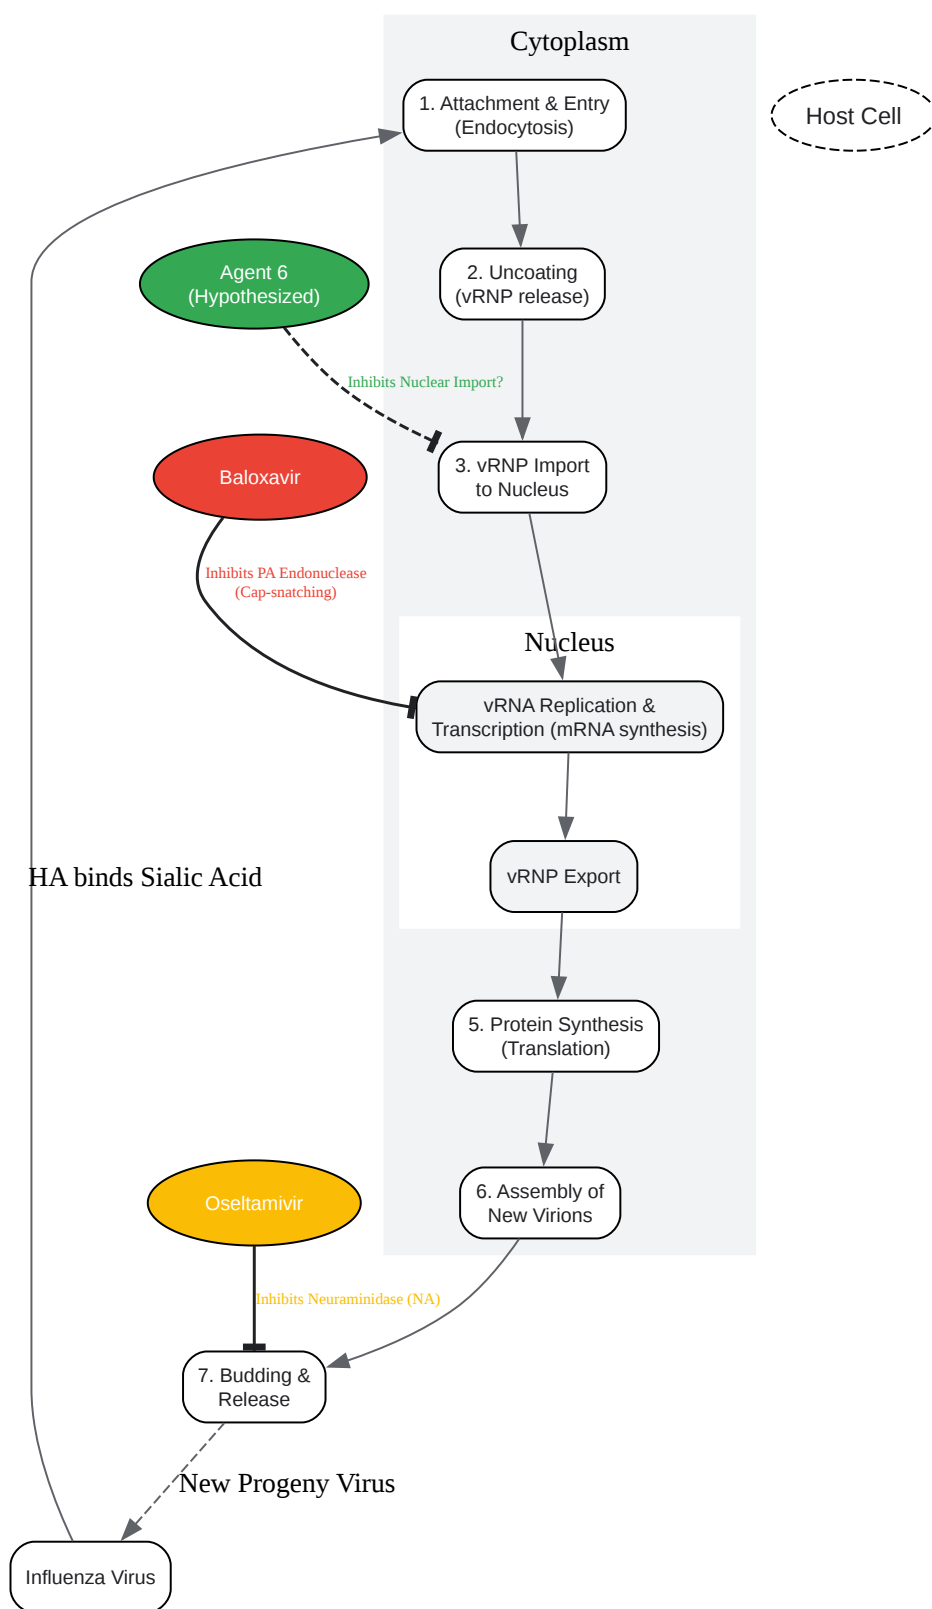 Cytoplasm
1. Attachment & Entry
(Endocytosis)
Host Cell
Agent 6
(Hypothesized)
2. Uncoating
(vRNP release)
Inhibits Nuclear Import?
Baloxavir
3. vRNP Import
to Nucleus
Inhibits PA Endonuclease
(Cap-snatching)
Nucleus
vRNA Replication &
Transcription (mRNA synthesis)
HA binds Sialic Acid
vRNP Export
5. Protein Synthesis
(Translation)
Oseltamivir
6. Assembly of
New Virions
Inhibits Neuraminidase (NA)
7. Budding &
Release
New Progeny Virus
Influenza Virus